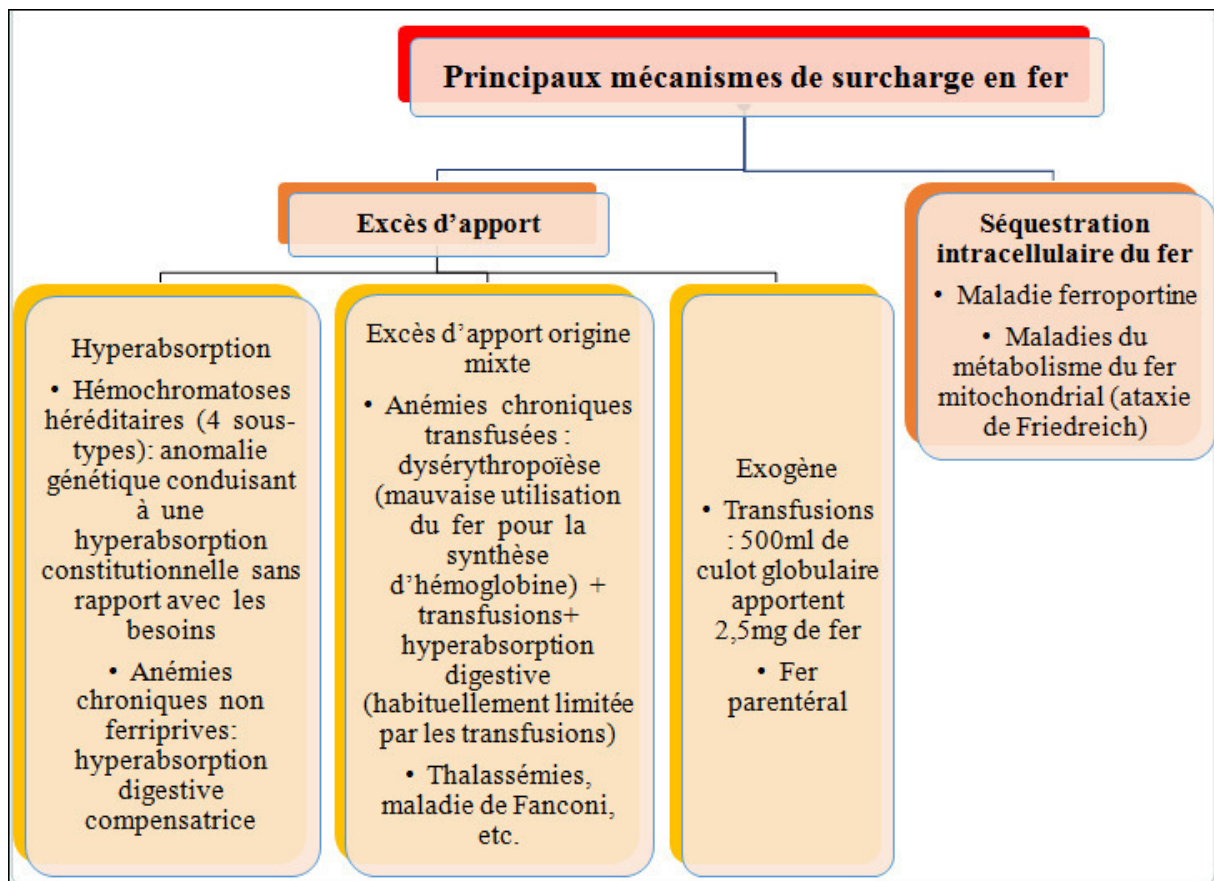 Principaux mécanismes de surcharge en fer
Excès d'apport
Séquestration
intracellulaire du fer
• Maladie ferroportine
• Maladies du
métabolisme du fer
mitochondrial (ataxie
de Friedreich)
Hyperabsorption
• Hémochromatoses
héréditaires (4 sous-
types): anomalie
génétique conduisant
à une
hyperabsorption
constitutionnelle sans
rapport avec les
besoins
• Anémies
chroniques non
ferriprives:
hyperabsorption
digestive
compensatrice
Excès d'apport origine
mixte
• Anémies chroniques
transfusées :
dysérythropoïèse
(mauvaise utilisation
du fer pour la
synthèse
d'hémoglobine) +
transfusions+
hyperabsorption
digestive
(habituellement limitée
par les transfusions)
• Thalassémies,
maladie de Fanconi,
etc.
Exogène
• Transfusions
: 500ml de
culot globulaire
apportent
2,5mg de fer
• Fer
parentéral